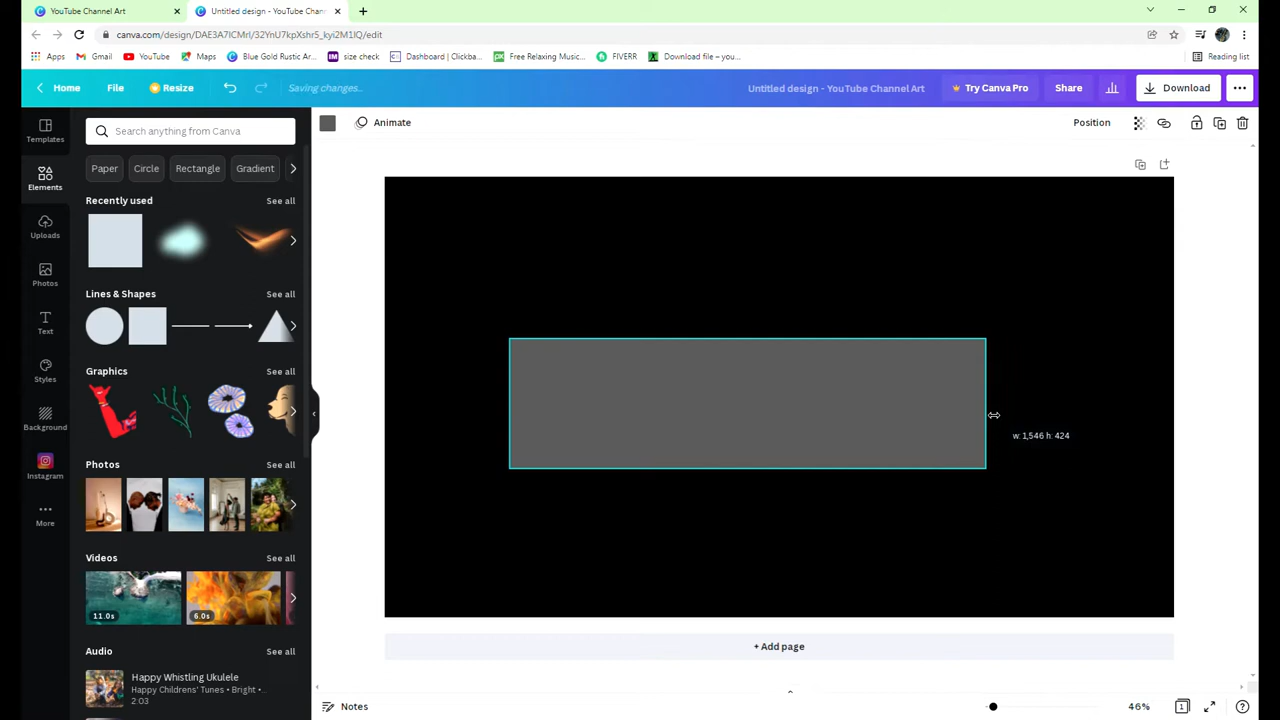 YouTube Channel Art
Untitled design - YouTube Chann
canva.com/design/DAE3A7ICMrI/32YnU7kpXshr5_kyi2M1IQ/edit
Apps
Gmail
YouTube
Maps
Blue Gold Rustic Ar...
size check
Dashboard | Clickba...
Free Relaxing Music...
FIVERR
Download file – you...
Reading list
Home
File
Resize
Saving changes...
Untitled design - YouTube Channel Art
Try Canva Pro
Share
Download
Templates
Search anything from Canva
Animate
Position
Elements
Paper
Circle
Rectangle
Gradient
Recently used
See all
Uploads
Photos
Lines & Shapes
See all
Text
Styles
Graphics
See all
Background
Instagram
Photos
See all
w: 1,546 h: 424
More
Videos
See all
11.0s
6.0s
Audio
See all
Happy Whistling Ukulele
Happy Childrens' Tunes • Bright •...
2:03
+ Add page
Notes
46%
1